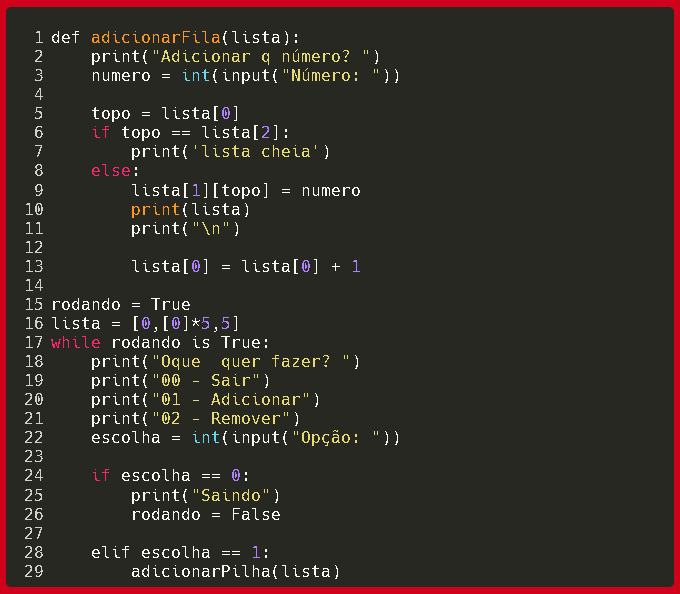 1 def adicionarFila(lista):
2     print("Adicionar q número? ")
3     numero = int(input("Número: "))
4
5     topo = lista[0]
6     if topo == lista[2]:
7         print('lista cheia')
8     else:
9         lista[1][topo] = numero
10         print(lista)
11         print("\n")
12
13         lista[0] = lista[0] + 1
14
15 rodando = True
16 lista = [0,[0]*5,5]
17 while rodando is True:
18     print("Oque  quer fazer? ")
19     print("00 - Sair")
20     print("01 - Adicionar")
21     print("02 - Remover")
22     escolha = int(input("Opção: "))
23
24     if escolha == 0:
25         print("Saindo")
26         rodando = False
27
28     elif escolha == 1:
29         adicionarPilha(lista)